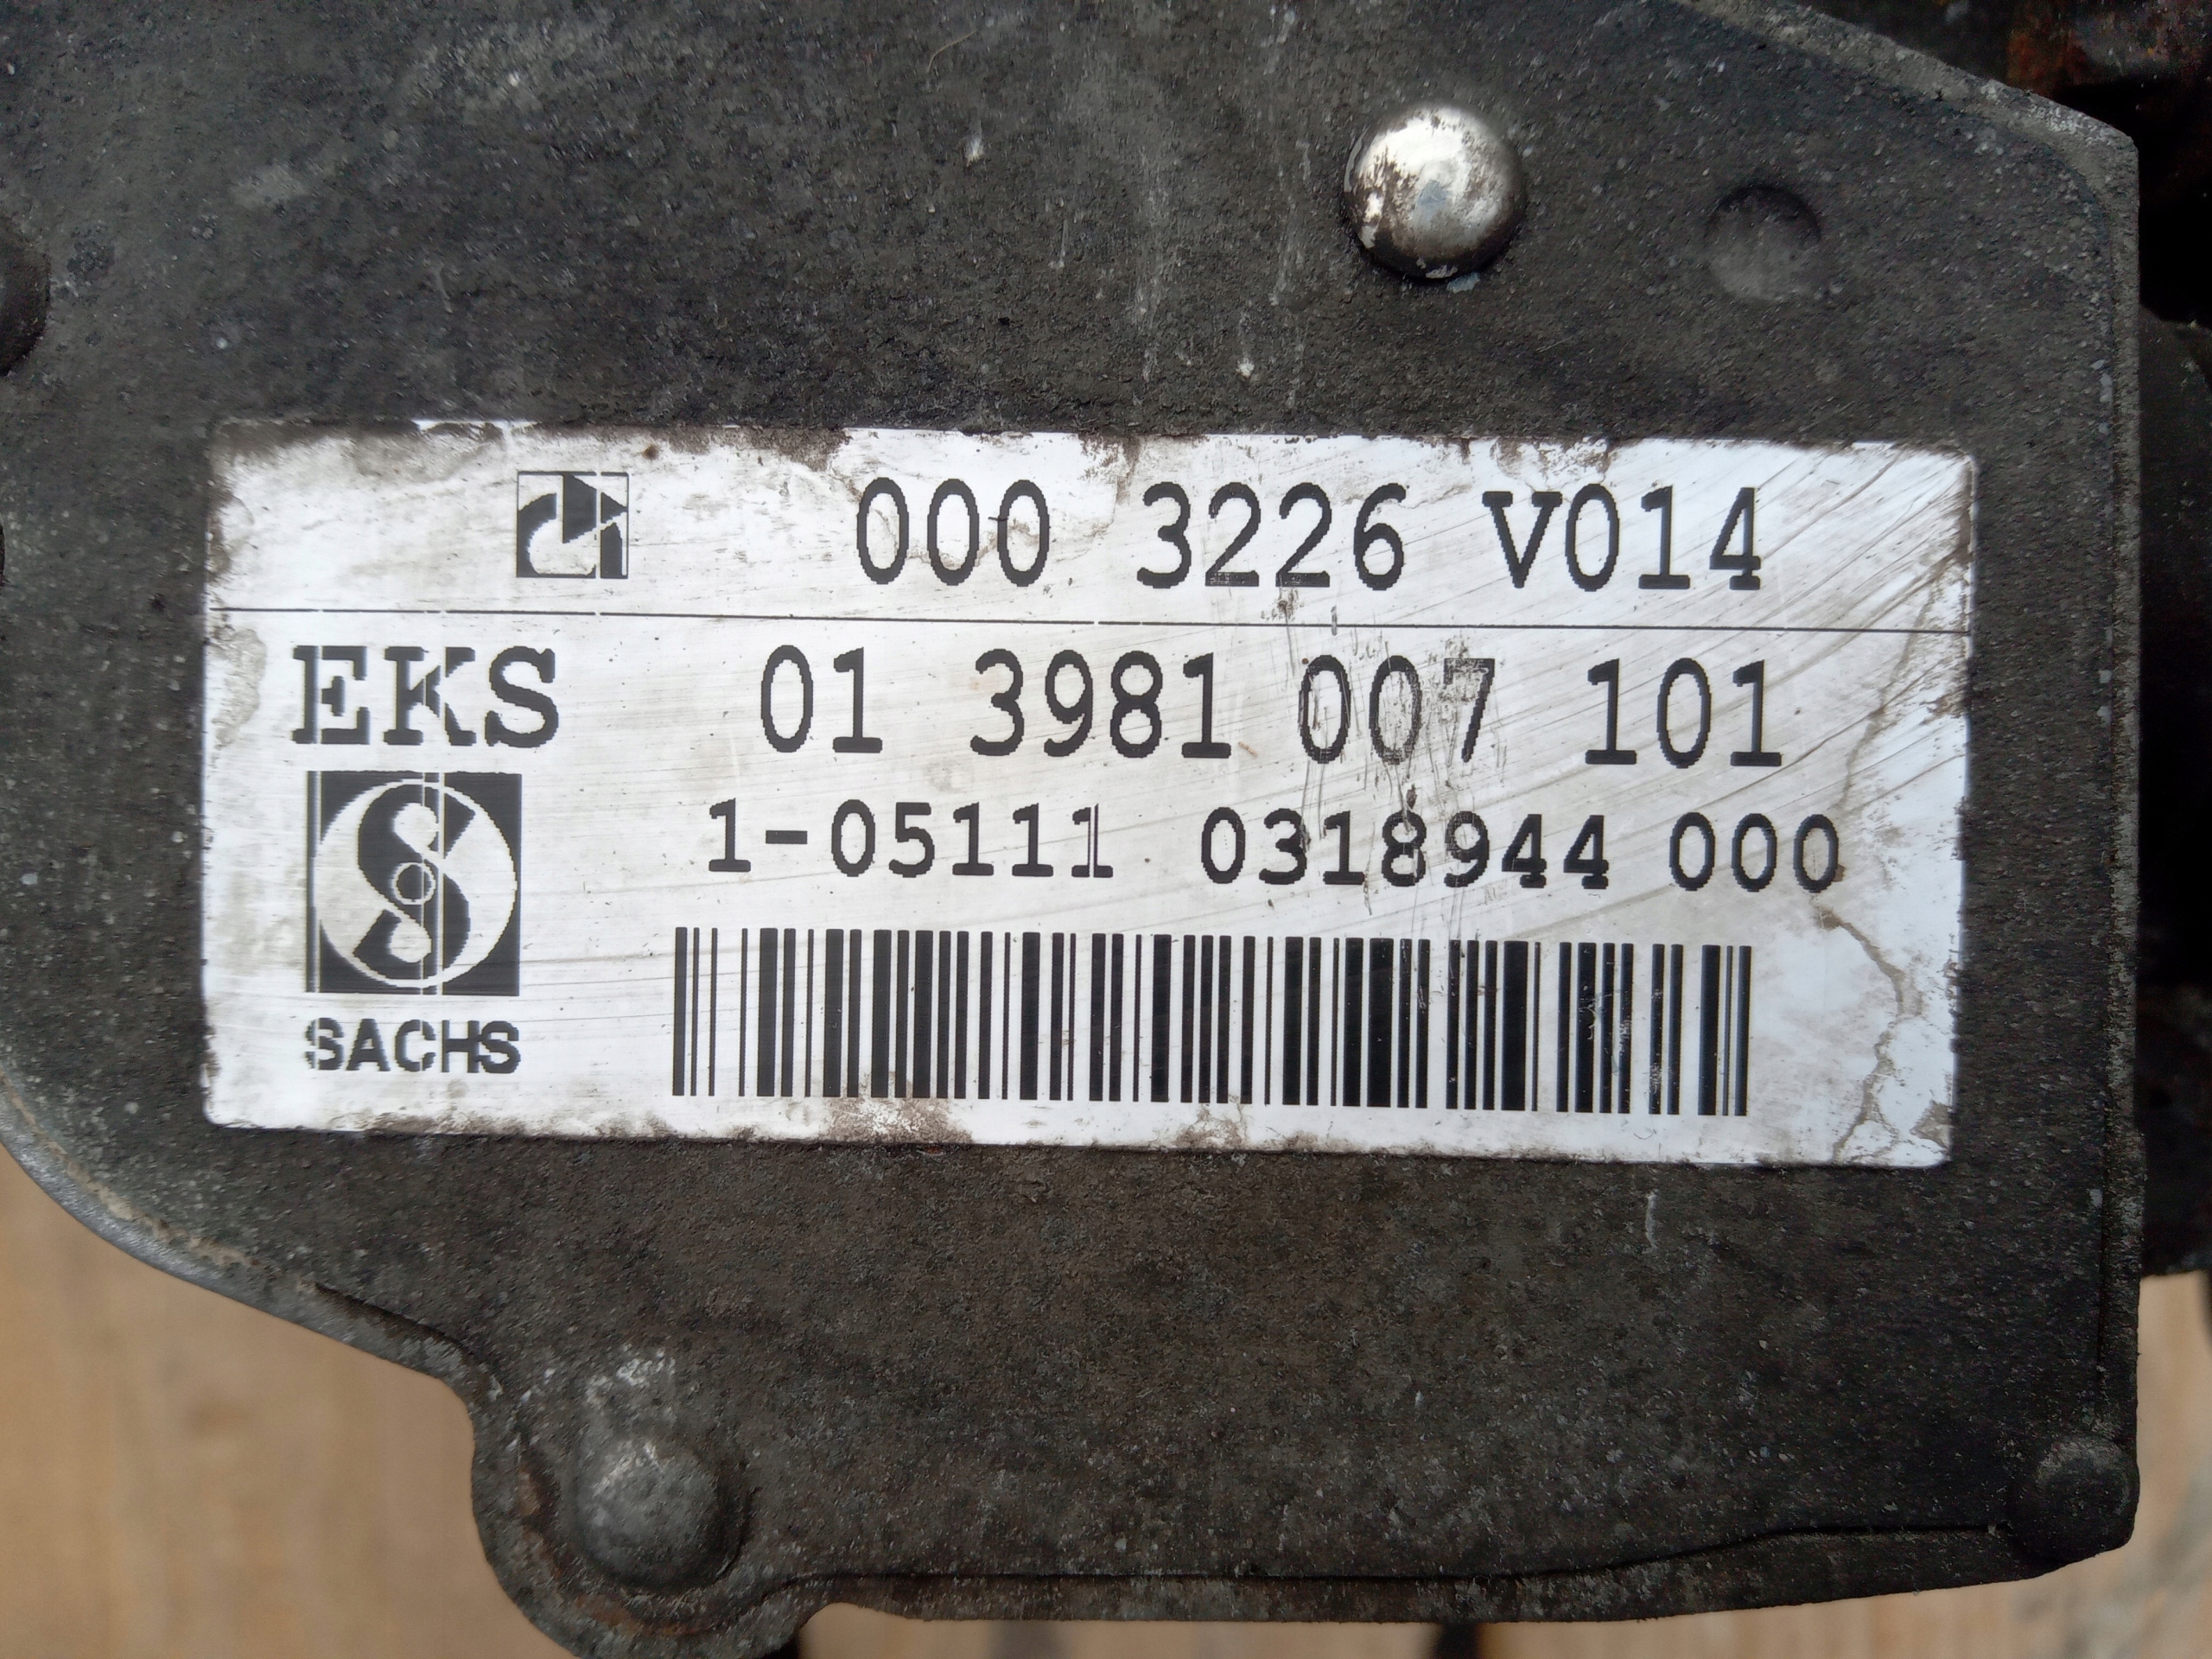 000 3226 V014
EKS 01 3981 007 101
1-05111 0318944 000
SACHS